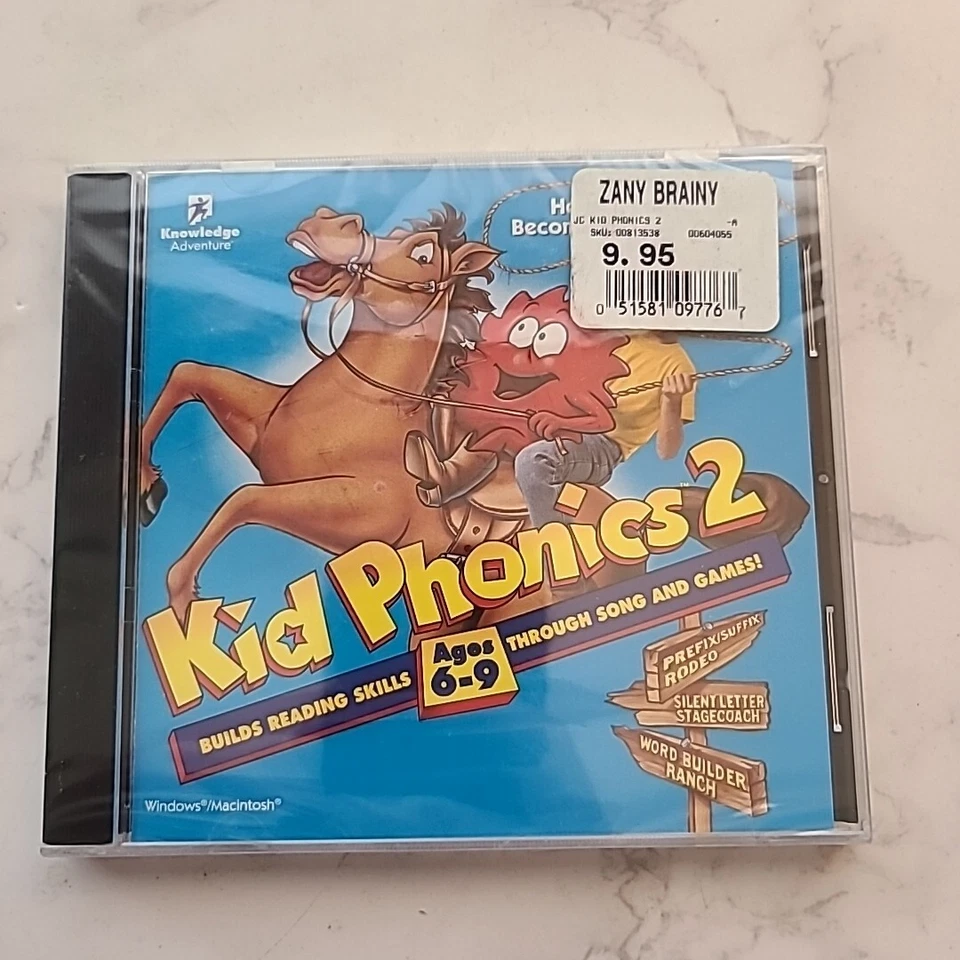 Knowledge
Adventure
ZANY BRAINY
JC KID PHONICS 2 -A
SKU: 00813538 00604055
9.95
0 51581 09776 7
Kid Phonics™ 2
BUILDS READING SKILLS
Ages
6-9
THROUGH SONG AND GAMES!
PREFIX/SUFFIX
RODEO
SILENT LETTER
STAGECOACH
WORD BUILDER
RANCH
Windows®/Macintosh®